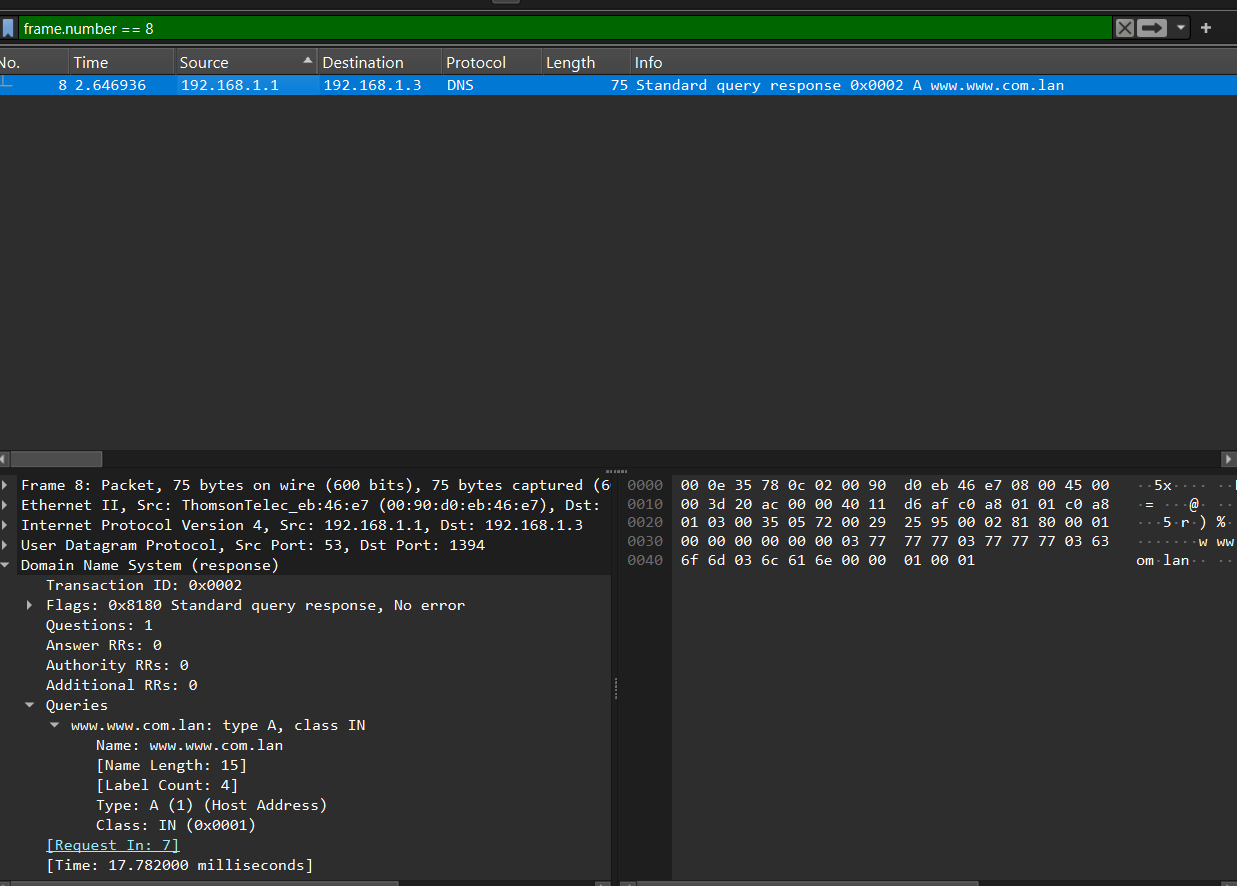 frame.number == 8
No. Time Source Destination Protocol Length Info
8 2.646936 192.168.1.1 192.168.1.3 DNS 75 Standard query response 0x0002 A www.www.com.lan
Frame 8: Packet, 75 bytes on wire (600 bits), 75 bytes captured (6
Ethernet II, Src: ThomsonTelec_eb:46:e7 (00:90:d0:eb:46:e7), Dst:
Internet Protocol Version 4, Src: 192.168.1.1, Dst: 192.168.1.3
User Datagram Protocol, Src Port: 53, Dst Port: 1394
Domain Name System (response)
Transaction ID: 0x0002
Flags: 0x8180 Standard query response, No error
Questions: 1
Answer RRs: 0
Authority RRs: 0
Additional RRs: 0
Queries
www.www.com.lan: type A, class IN
Name: www.www.com.lan
[Name Length: 15]
[Label Count: 4]
Type: A (1) (Host Address)
Class: IN (0x0001)
[Request In: 7]
[Time: 17.782000 milliseconds]
0000 00 0e 35 78 0c 02 00 90 d0 eb 46 e7 08 00 45 00 ··5x···· ··
0010 00 3d 20 ac 00 00 40 11 d6 af c0 a8 01 01 c0 a8 ·= ···@· ···
0020 01 03 00 35 05 72 00 29 25 95 00 02 81 80 00 01 ···5·r·) %·
0030 00 00 00 00 00 00 03 77 77 77 03 77 77 77 03 63 ·······w ww
0040 6f 6d 03 6c 61 6e 00 00 01 00 01 om·lan·· ··